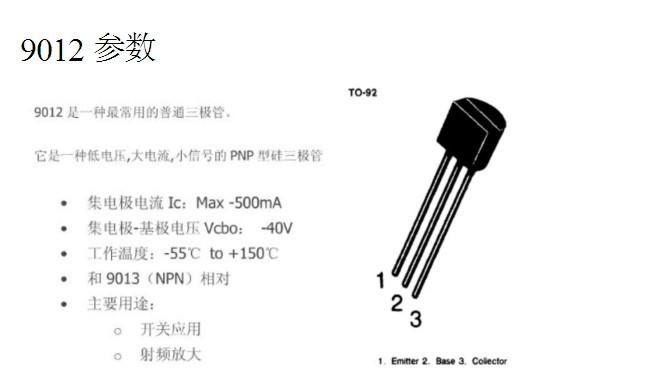 9012 参数
TO-92
9012 是一种最常用的普通三极管。
它是一种低电压,大电流,小信号的 PNP 型硅三极管
• 集电极电流 Ic：Max -500mA
• 集电极-基极电压 Vcbo： -40V
• 工作温度：-55℃ to +150℃
• 和 9013（NPN）相对
• 主要用途：
o 开关应用
o 射频放大
1
2
3
1. Emitter 2. Base 3. Collector